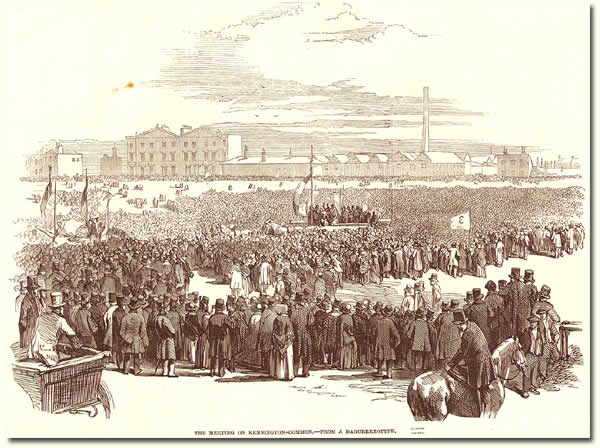 THE MEETING ON KENNINGTON-COMMON.—FROM A DAGUERREOTYPE.